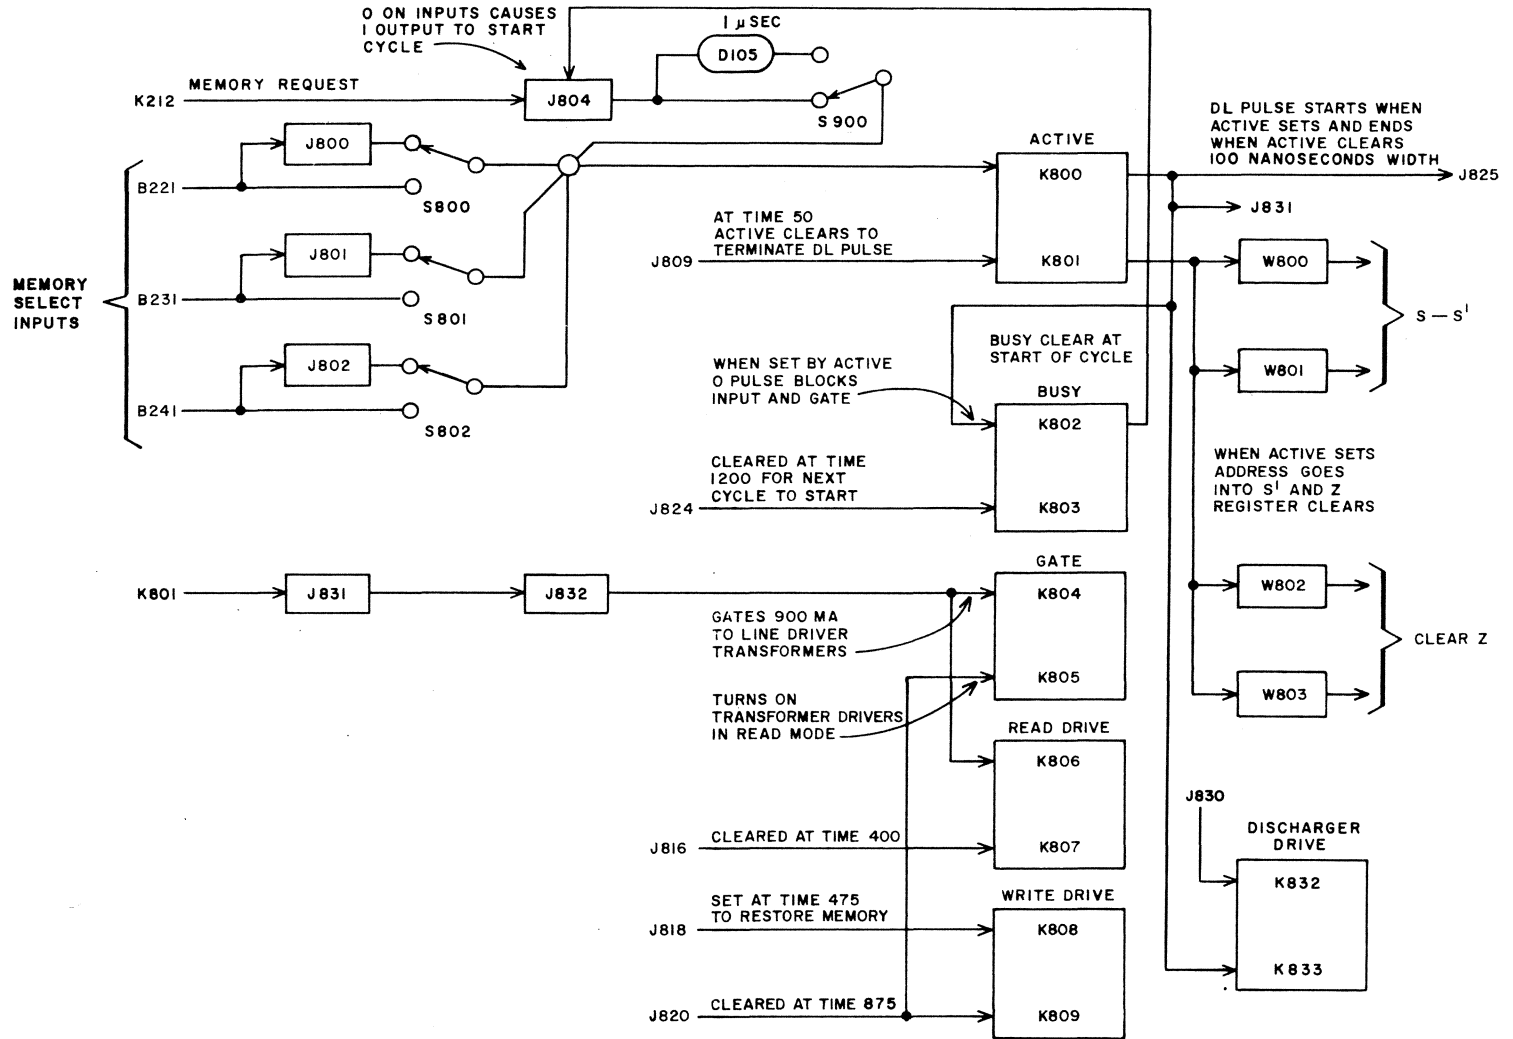 0 ON INPUTS CAUSES
1 OUTPUT TO START
CYCLE
1 μSEC
D105
K212
MEMORY REQUEST
J804
S900
J800
B221
S800
J801
B231
S801
J802
B241
S802
MEMORY
SELECT
INPUTS
ACTIVE
K800
K801
DL PULSE STARTS WHEN
ACTIVE SETS AND ENDS
WHEN ACTIVE CLEARS
100 NANOSECONDS WIDTH
J825
J831
AT TIME 50
ACTIVE CLEARS TO
TERMINATE DL PULSE
J809
W800
W801
S — S'
BUSY CLEAR AT
START OF CYCLE
WHEN SET BY ACTIVE
0 PULSE BLOCKS
INPUT AND GATE
BUSY
K802
K803
CLEARED AT TIME
1200 FOR NEXT
CYCLE TO START
J824
WHEN ACTIVE SETS
ADDRESS GOES
INTO S' AND Z
REGISTER CLEARS
K801
J831
J832
GATE
K804
K805
GATES 900 MA
TO LINE DRIVER
TRANSFORMERS
TURNS ON
TRANSFORMER DRIVERS
IN READ MODE
W802
W803
CLEAR Z
READ DRIVE
K806
K807
J816
CLEARED AT TIME 400
J830
DISCHARGER
DRIVE
K832
K833
WRITE DRIVE
K808
K809
SET AT TIME 475
TO RESTORE MEMORY
J818
J820
CLEARED AT TIME 875